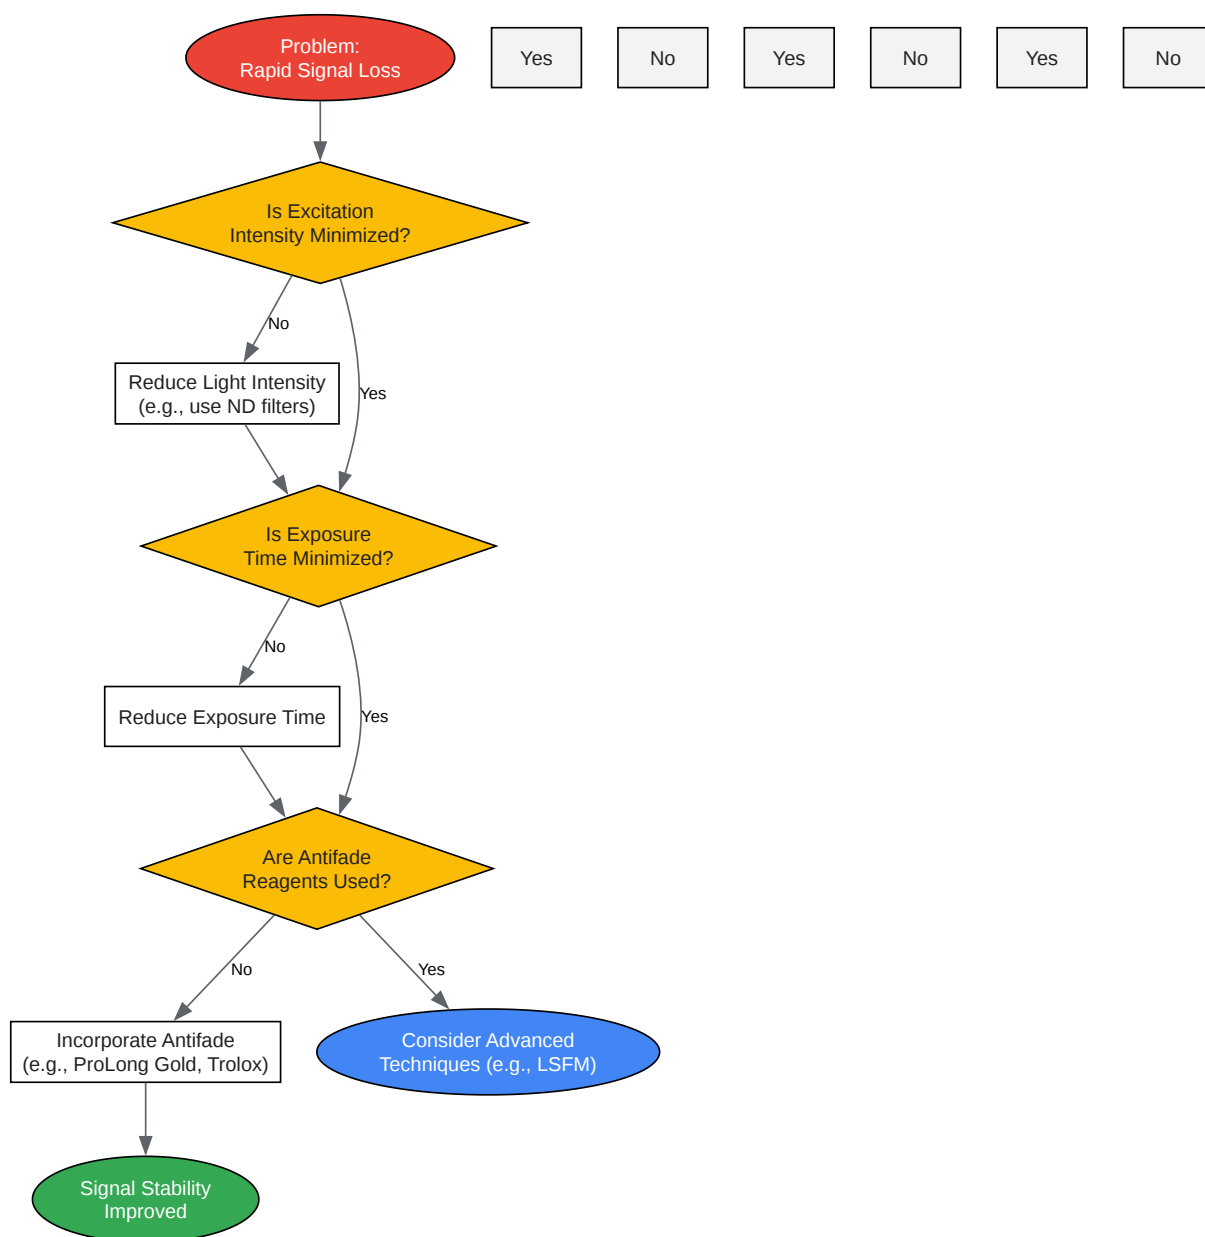 Problem:
Rapid Signal Loss
Yes
No
Yes
No
Yes
No
Is Excitation
Intensity Minimized?
No
Reduce Light Intensity
(e.g., use ND filters)
Yes
Is Exposure
Time Minimized?
No
Reduce Exposure Time
Yes
Are Antifade
Reagents Used?
No
Yes
Incorporate Antifade
(e.g., ProLong Gold, Trolox)
Consider Advanced
Techniques (e.g., LSFM)
Signal Stability
Improved